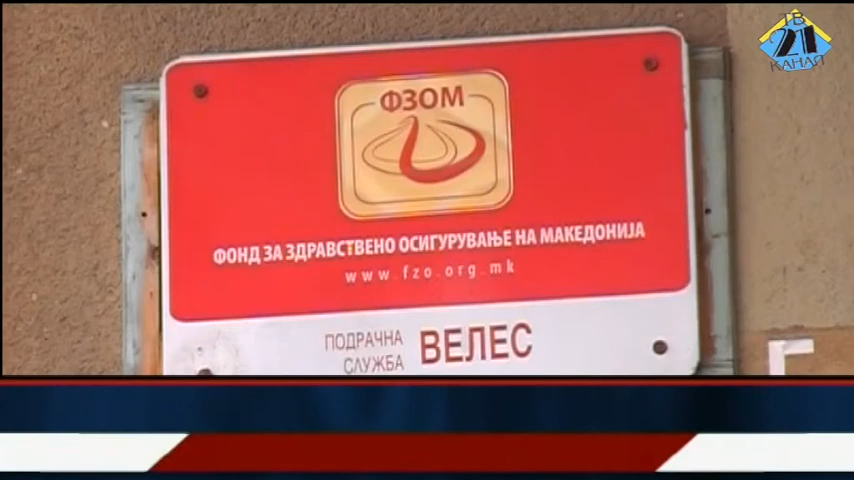 ТВ
21
КАНАЛ
ФЗОМ
ФОНД ЗА ЗДРАВСТВЕНО ОСИГУРУВАЊЕ НА МАКЕДОНИЈА
www.fzo.org.mk
ПОДРАЧНА
СЛУЖБА
ВЕЛЕС